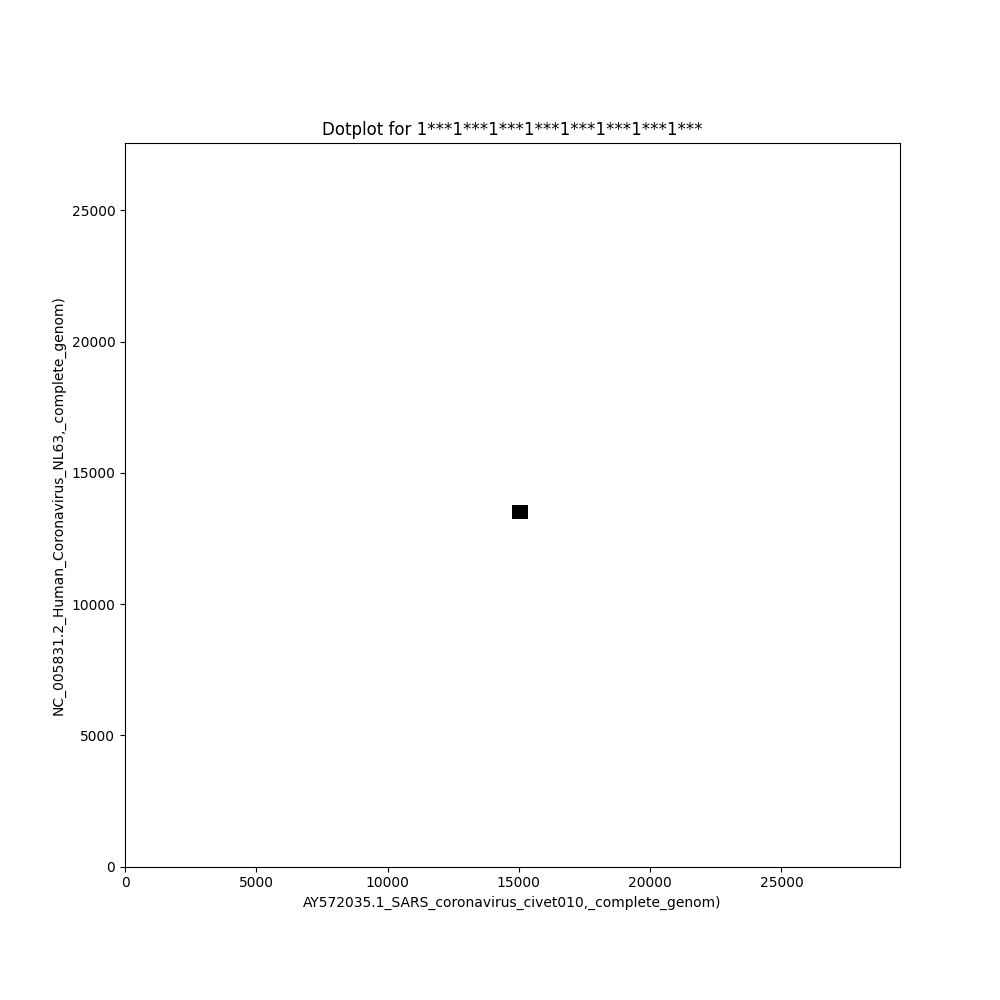 Dotplot for 1***1***1***1***1***1***1***1***
25000
20000
15000
10000
5000
0
NC_005831.2_Human_Coronavirus_NL63,_complete_genom)
0 5000 10000 15000 20000 25000
AY572035.1_SARS_coronavirus_civet010,_complete_genom)